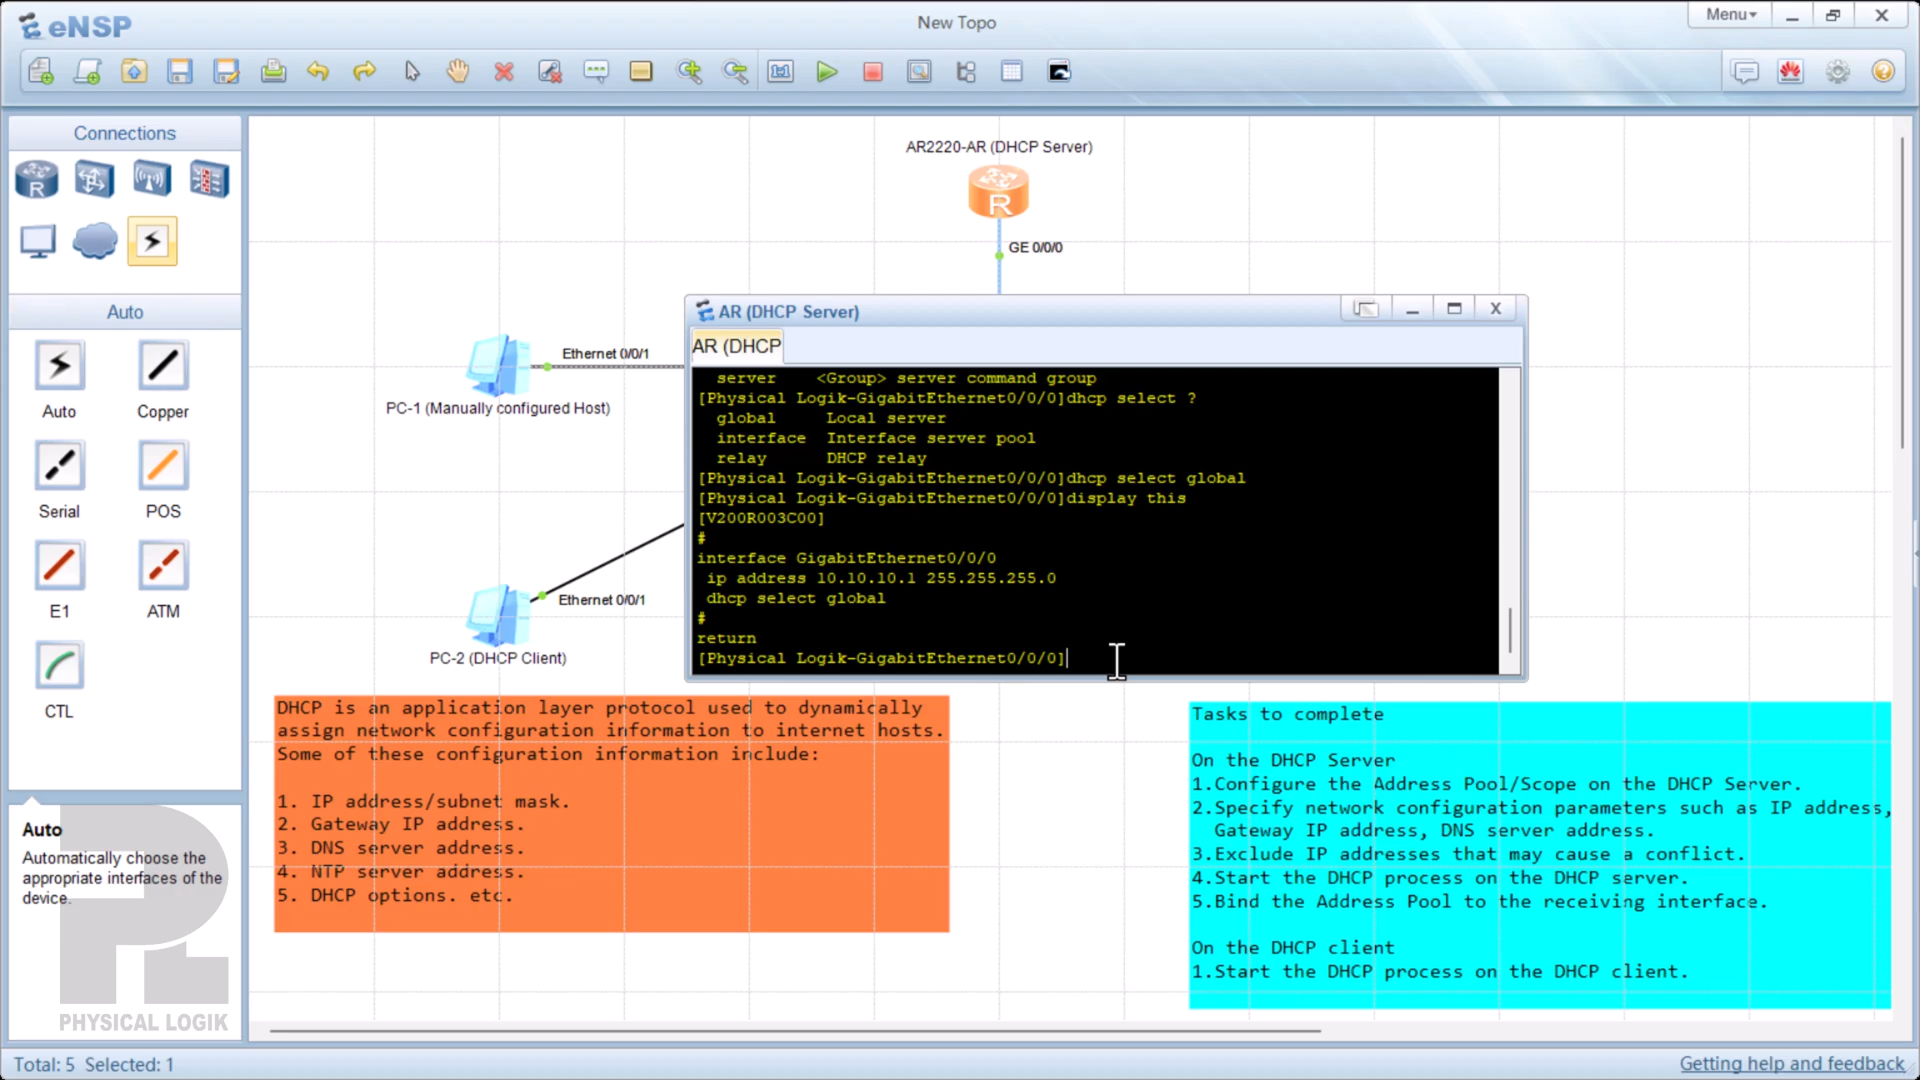 eNSP
New Topo
Menu
Connections
Auto
Auto
Copper
Serial
POS
E1
ATM
CTL
Auto
Automatically choose the
appropriate interfaces of the
device.
PHYSICAL LOGIK
AR2220-AR (DHCP Server)
R
GE 0/0/0
Ethernet 0/0/1
PC-1 (Manually configured Host)
Ethernet 0/0/1
PC-2 (DHCP Client)
AR (DHCP Server)
AR (DHCP
server <Group> server command group
[Physical Logik-GigabitEthernet0/0/0]dhcp select ?
global Local server
interface Interface server pool
relay DHCP relay
[Physical Logik-GigabitEthernet0/0/0]dhcp select global
[Physical Logik-GigabitEthernet0/0/0]display this
[V200R003C00]
#
interface GigabitEthernet0/0/0
ip address 10.10.10.1 255.255.255.0
dhcp select global
#
return
[Physical Logik-GigabitEthernet0/0/0]
DHCP is an application layer protocol used to dynamically
assign network configuration information to internet hosts.
Some of these configuration information include:
1. IP address/subnet mask.
2. Gateway IP address.
3. DNS server address.
4. NTP server address.
5. DHCP options. etc.
Tasks to complete
On the DHCP Server
1.Configure the Address Pool/Scope on the DHCP Server.
2.Specify network configuration parameters such as IP address,
Gateway IP address, DNS server address.
3.Exclude IP addresses that may cause a conflict.
4.Start the DHCP process on the DHCP server.
5.Bind the Address Pool to the receiving interface.
On the DHCP client
1.Start the DHCP process on the DHCP client.
Total: 5 Selected: 1
Getting help and feedback